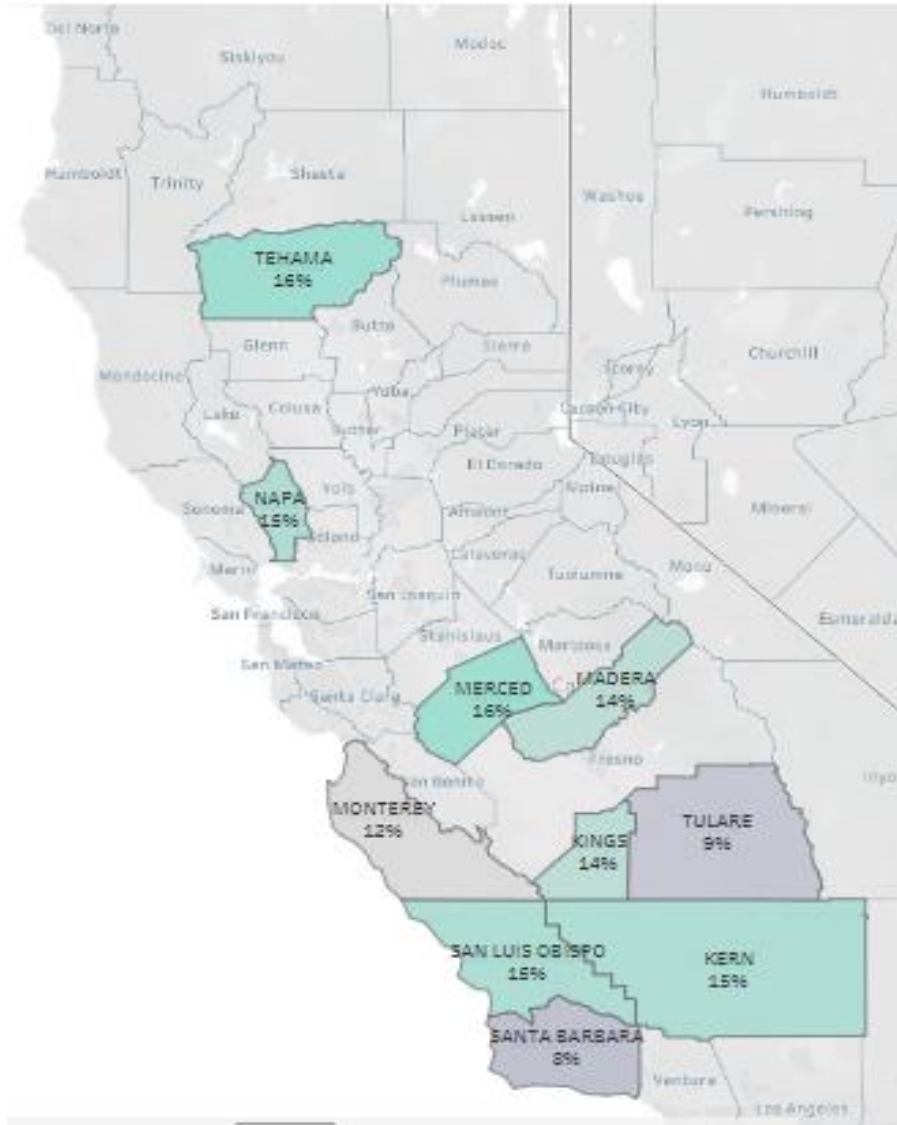 Del Norte
Siskiyou
Modoc
Humboldt
Humboldt
Trinity
Shasta
Lassen
Washoe
Pershing
TEHAMA
16%
Plumas
Butte
Glenn
Sierra
Churchill
Mendocino
Storey
Yuba
Lake
Colusa
Sutter
Placer
Carson City
Lyon
El Dorado
Douglas
NAPA
15%
Yolo
Alpine
Sonoma
Amador
Mineral
Solano
Marin
Calaveras
Mono
Tuolumne
San Joaquin
San Francisco
Stanislaus
Esmeralda
Mariposa
San Mateo
MERCED
16%
MADERA
14%
Santa Clara
Fresno
San Benito
Inyo
MONTEREY
12%
TULARE
9%
KINGS
14%
SAN LUIS OBISPO
15%
KERN
15%
SANTA BARBARA
8%
Ventura
Los Angeles